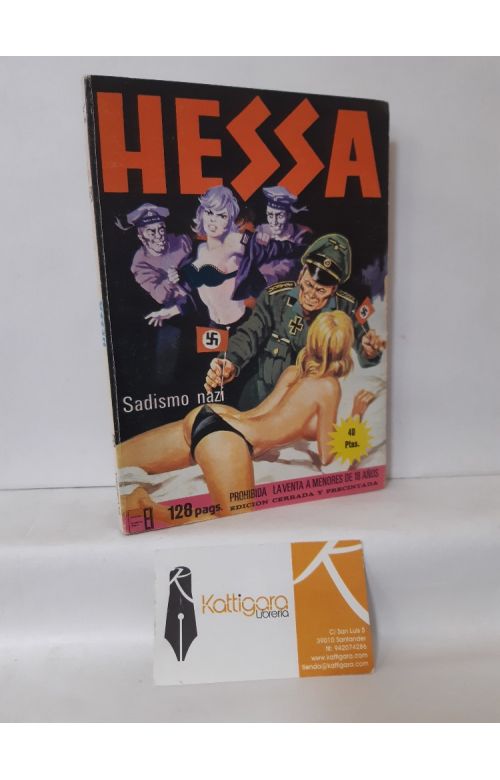 HESSA
Sadismo nazi
40
Ptas.
128 pags.
PROHIBIDA LA VENTA A MENORES DE 18 AÑOS
EDICION CERRADA Y PRECINTADA
Kattigara
Librería
C/ San Luis 5
39010 Santander
tlf: 942074286
www.kattigara.com
tienda@kattigara.com